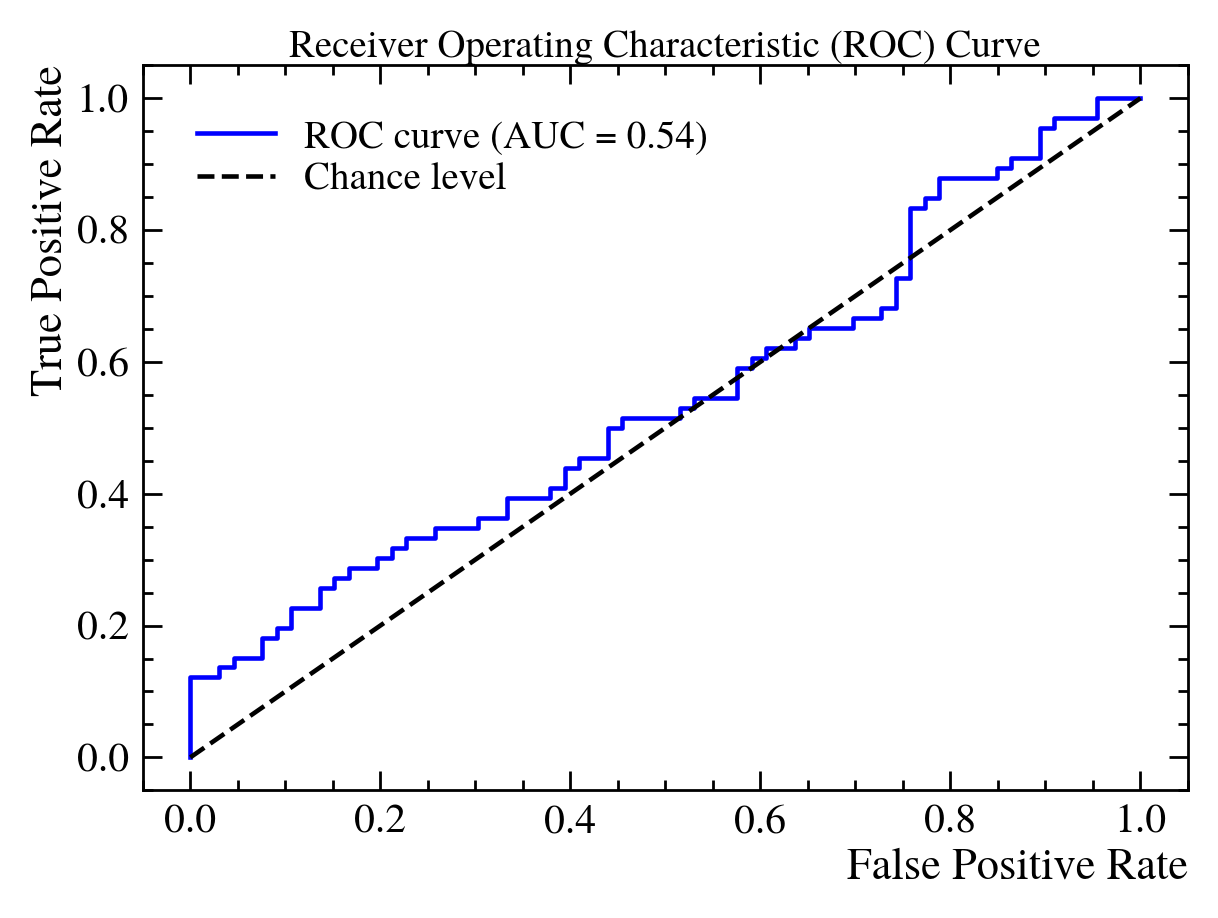 Receiver Operating Characteristic (ROC) Curve
True Positive Rate
1.0
0.8
0.6
0.4
0.2
0.0
ROC curve (AUC = 0.54)
Chance level
0.0 0.2 0.4 0.6 0.8 1.0
False Positive Rate